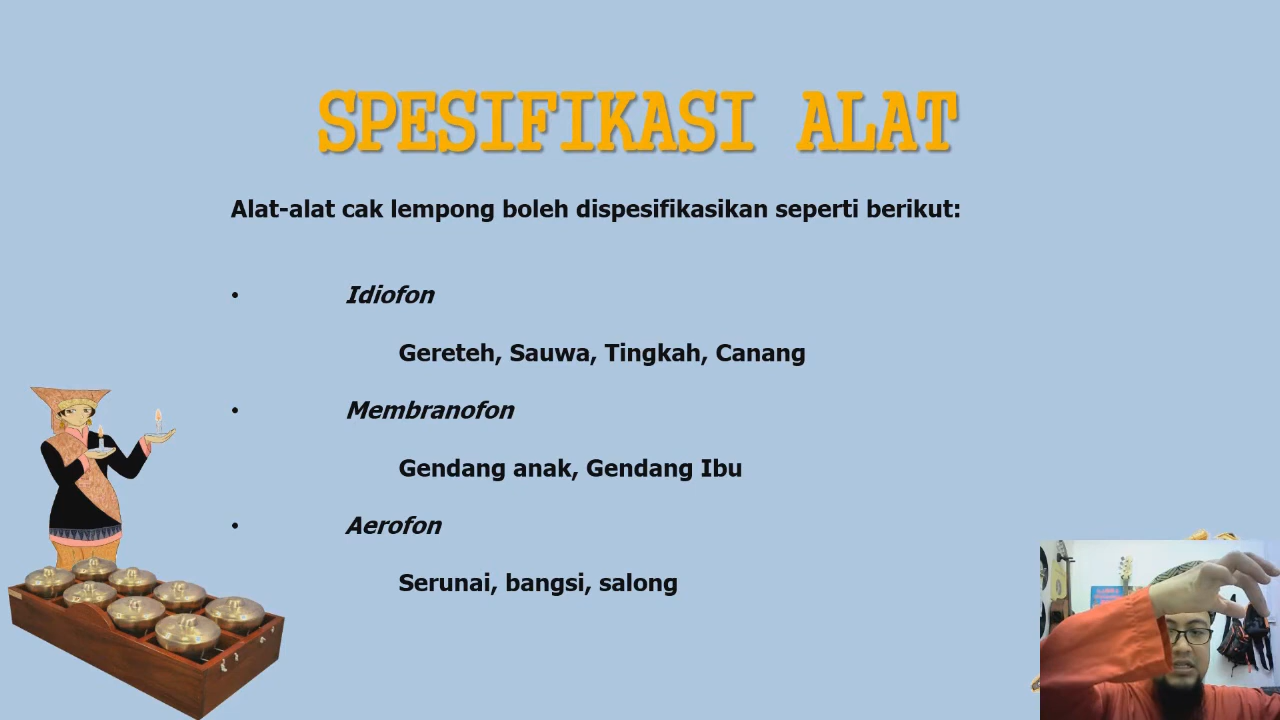 SPESIFIKASI ALAT
Alat-alat cak lempong boleh dispesifikasikan seperti berikut:
• Idiofon
Gereteh, Sauwa, Tingkah, Canang
• Membranofon
Gendang anak, Gendang Ibu
• Aerofon
Serunai, bangsi, salong